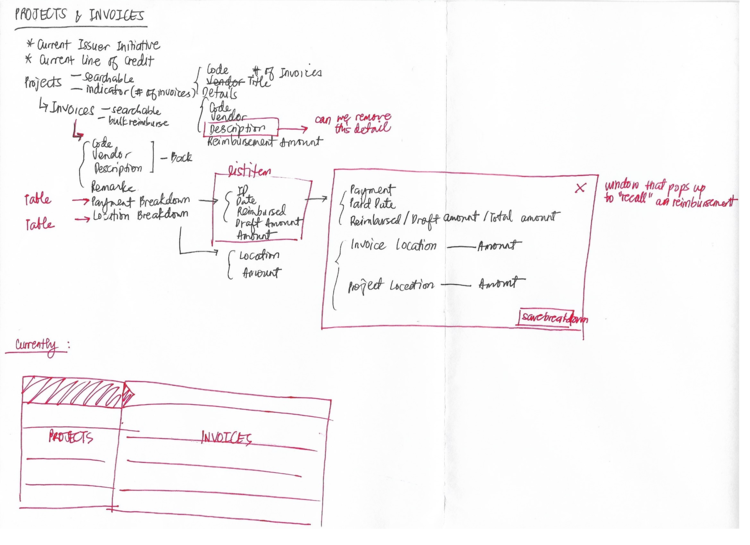 PROJECTS & INVOICES
* Current Issuer Initiative
* Current Line of Credit
Projects — searchable
— indicator (# of invoices)
Code # of Invoices
Vendor Title
Details
↳ Invoices — searchable
— bulk reimburse
Code
Vendor
Description → can we remove this detail
Reimbursement Amount
Code
Vendor
Description
— Back
Remarks
Table → Payment Breakdown →
Table → Location Breakdown
List item
ID
Date
Reimbursed
Draft Amount
Amount
Location
Amount
X
Payment
Paid Date
Reimbursed / Draft amount / Total amount
Invoice Location — Amount
Project Location — Amount
save breakdown
window that pops up
to "recall" an reimbursement
Currently :
PROJECTS
INVOICES